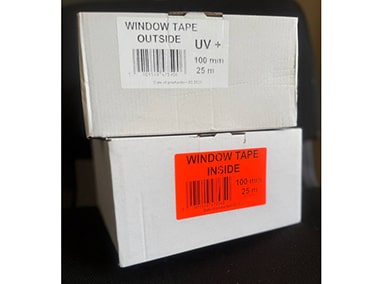 WINDOW TAPE
OUTSIDE
UV +
100 mm
25 m
WINDOW TAPE
INSIDE
100 mm
25 m